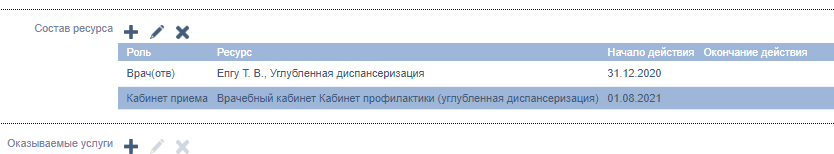 Состав ресурса
Роль Ресурс Начало действия Окончание действия
Врач(отв) Епгу Т. В., Углубленная диспансеризация 31.12.2020
Кабинет приема Врачебный кабинет Кабинет профилактики (углубленная диспансеризация) 01.08.2021
Оказываемые услуги